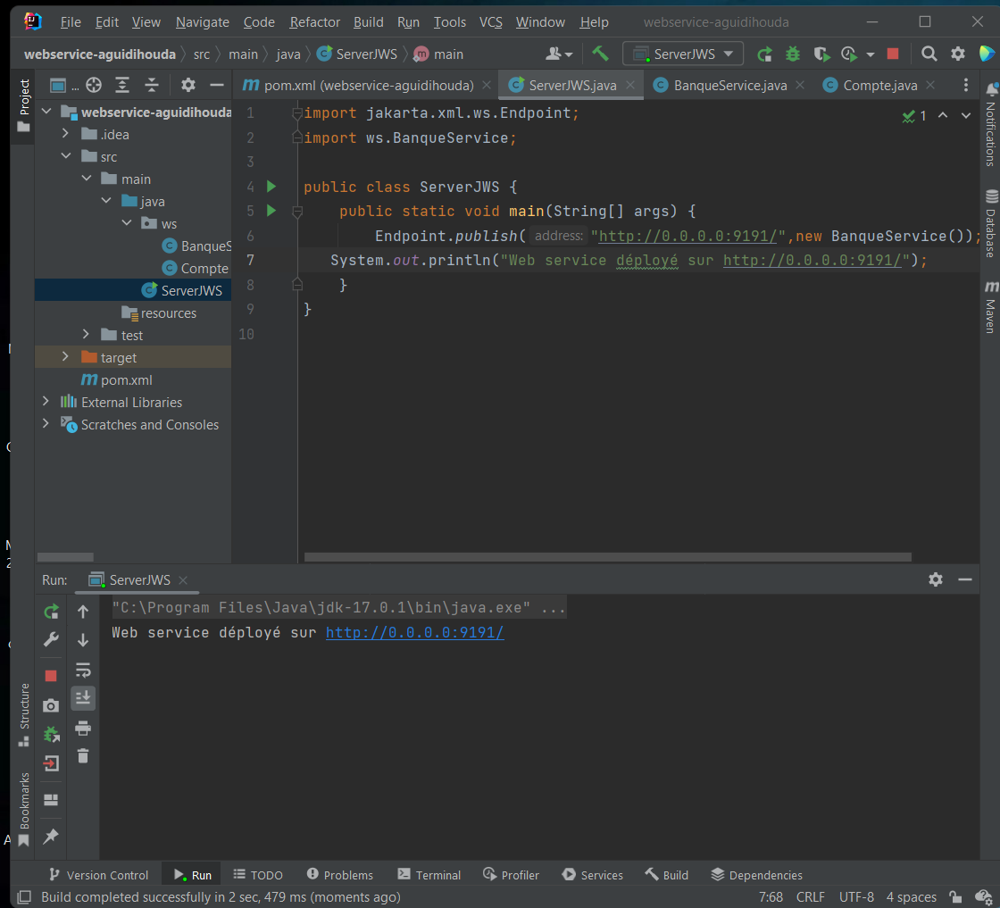 File Edit View Navigate Code Refactor Build Run Tools VCS Window Help webservice-aguidihouda
webservice-aguidihouda src main java ServerJWS main ServerJWS
Project
... pom.xml (webservice-aguidihouda) ServerJWS.java BanqueService.java Compte.java
webservice-aguidihouda
.idea
src
main
java
ws
BanqueS
Compte
ServerJWS
resources
test
target
pom.xml
External Libraries
Scratches and Consoles
1 import jakarta.xml.ws.Endpoint;
2 import ws.BanqueService;
3
4 public class ServerJWS {
5 public static void main(String[] args) {
6 Endpoint.publish( address: "http://0.0.0.0:9191/",new BanqueService());
7 System.out.println("Web service déployé sur http://0.0.0.0:9191/");
8 }
9 }
10
1
Notifications
Database
Maven
Run: ServerJWS
"C:\Program Files\Java\jdk-17.0.1\bin\java.exe" ...
Web service déployé sur http://0.0.0.0:9191/
Structure
Bookmarks
Version Control Run TODO Problems Terminal Profiler Services Build Dependencies
Build completed successfully in 2 sec, 479 ms (moments ago) 7:68 CRLF UTF-8 4 spaces